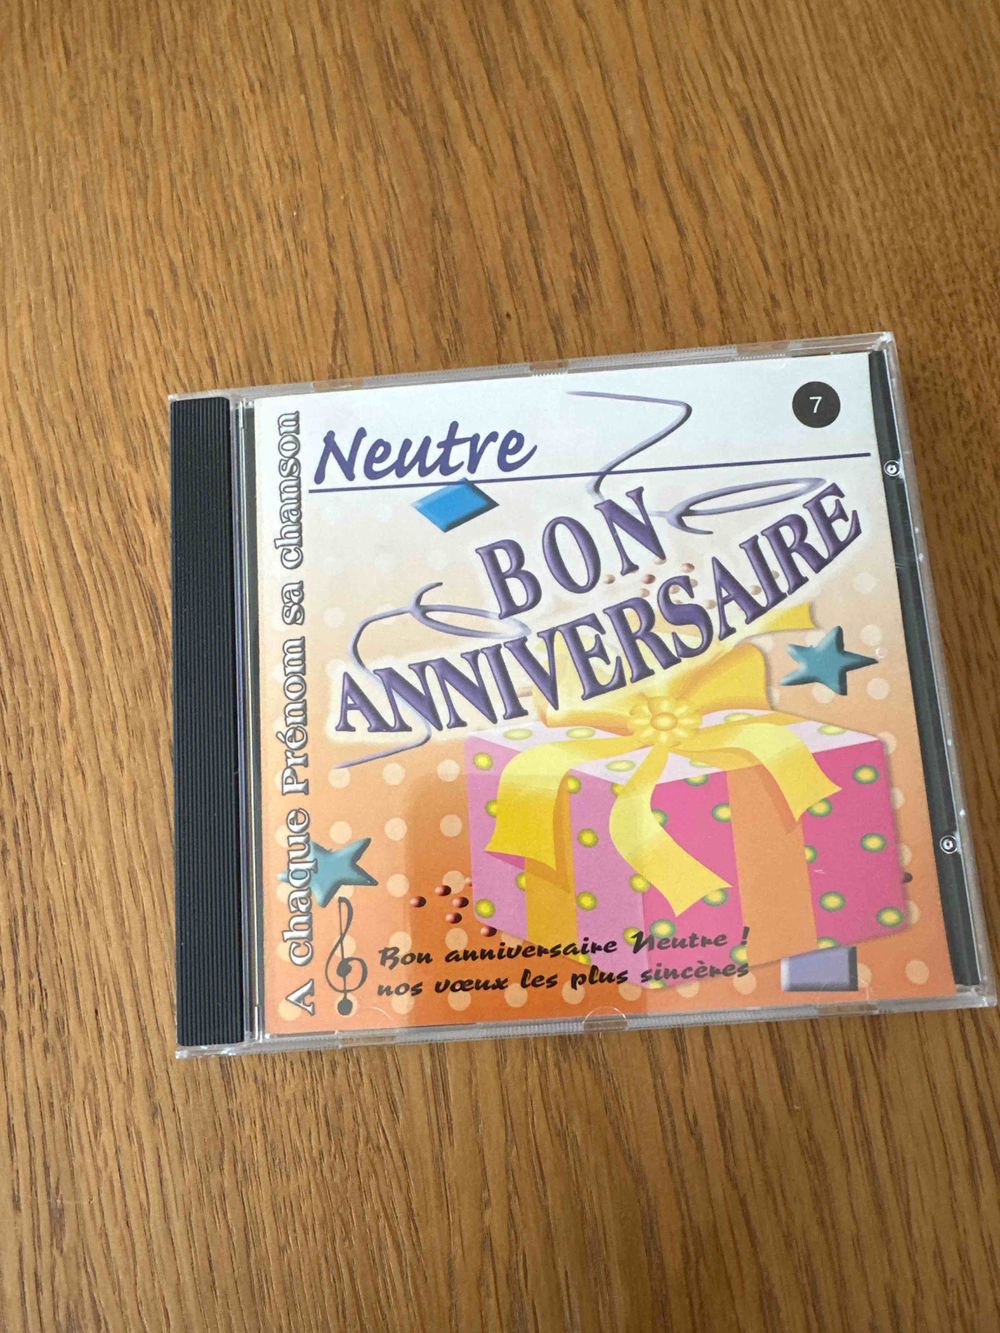 Neutre
7
BON
ANNIVERSAIRE
A chaque Prénom sa chanson
Bon anniversaire Neutre !
nos vœux les plus sincères